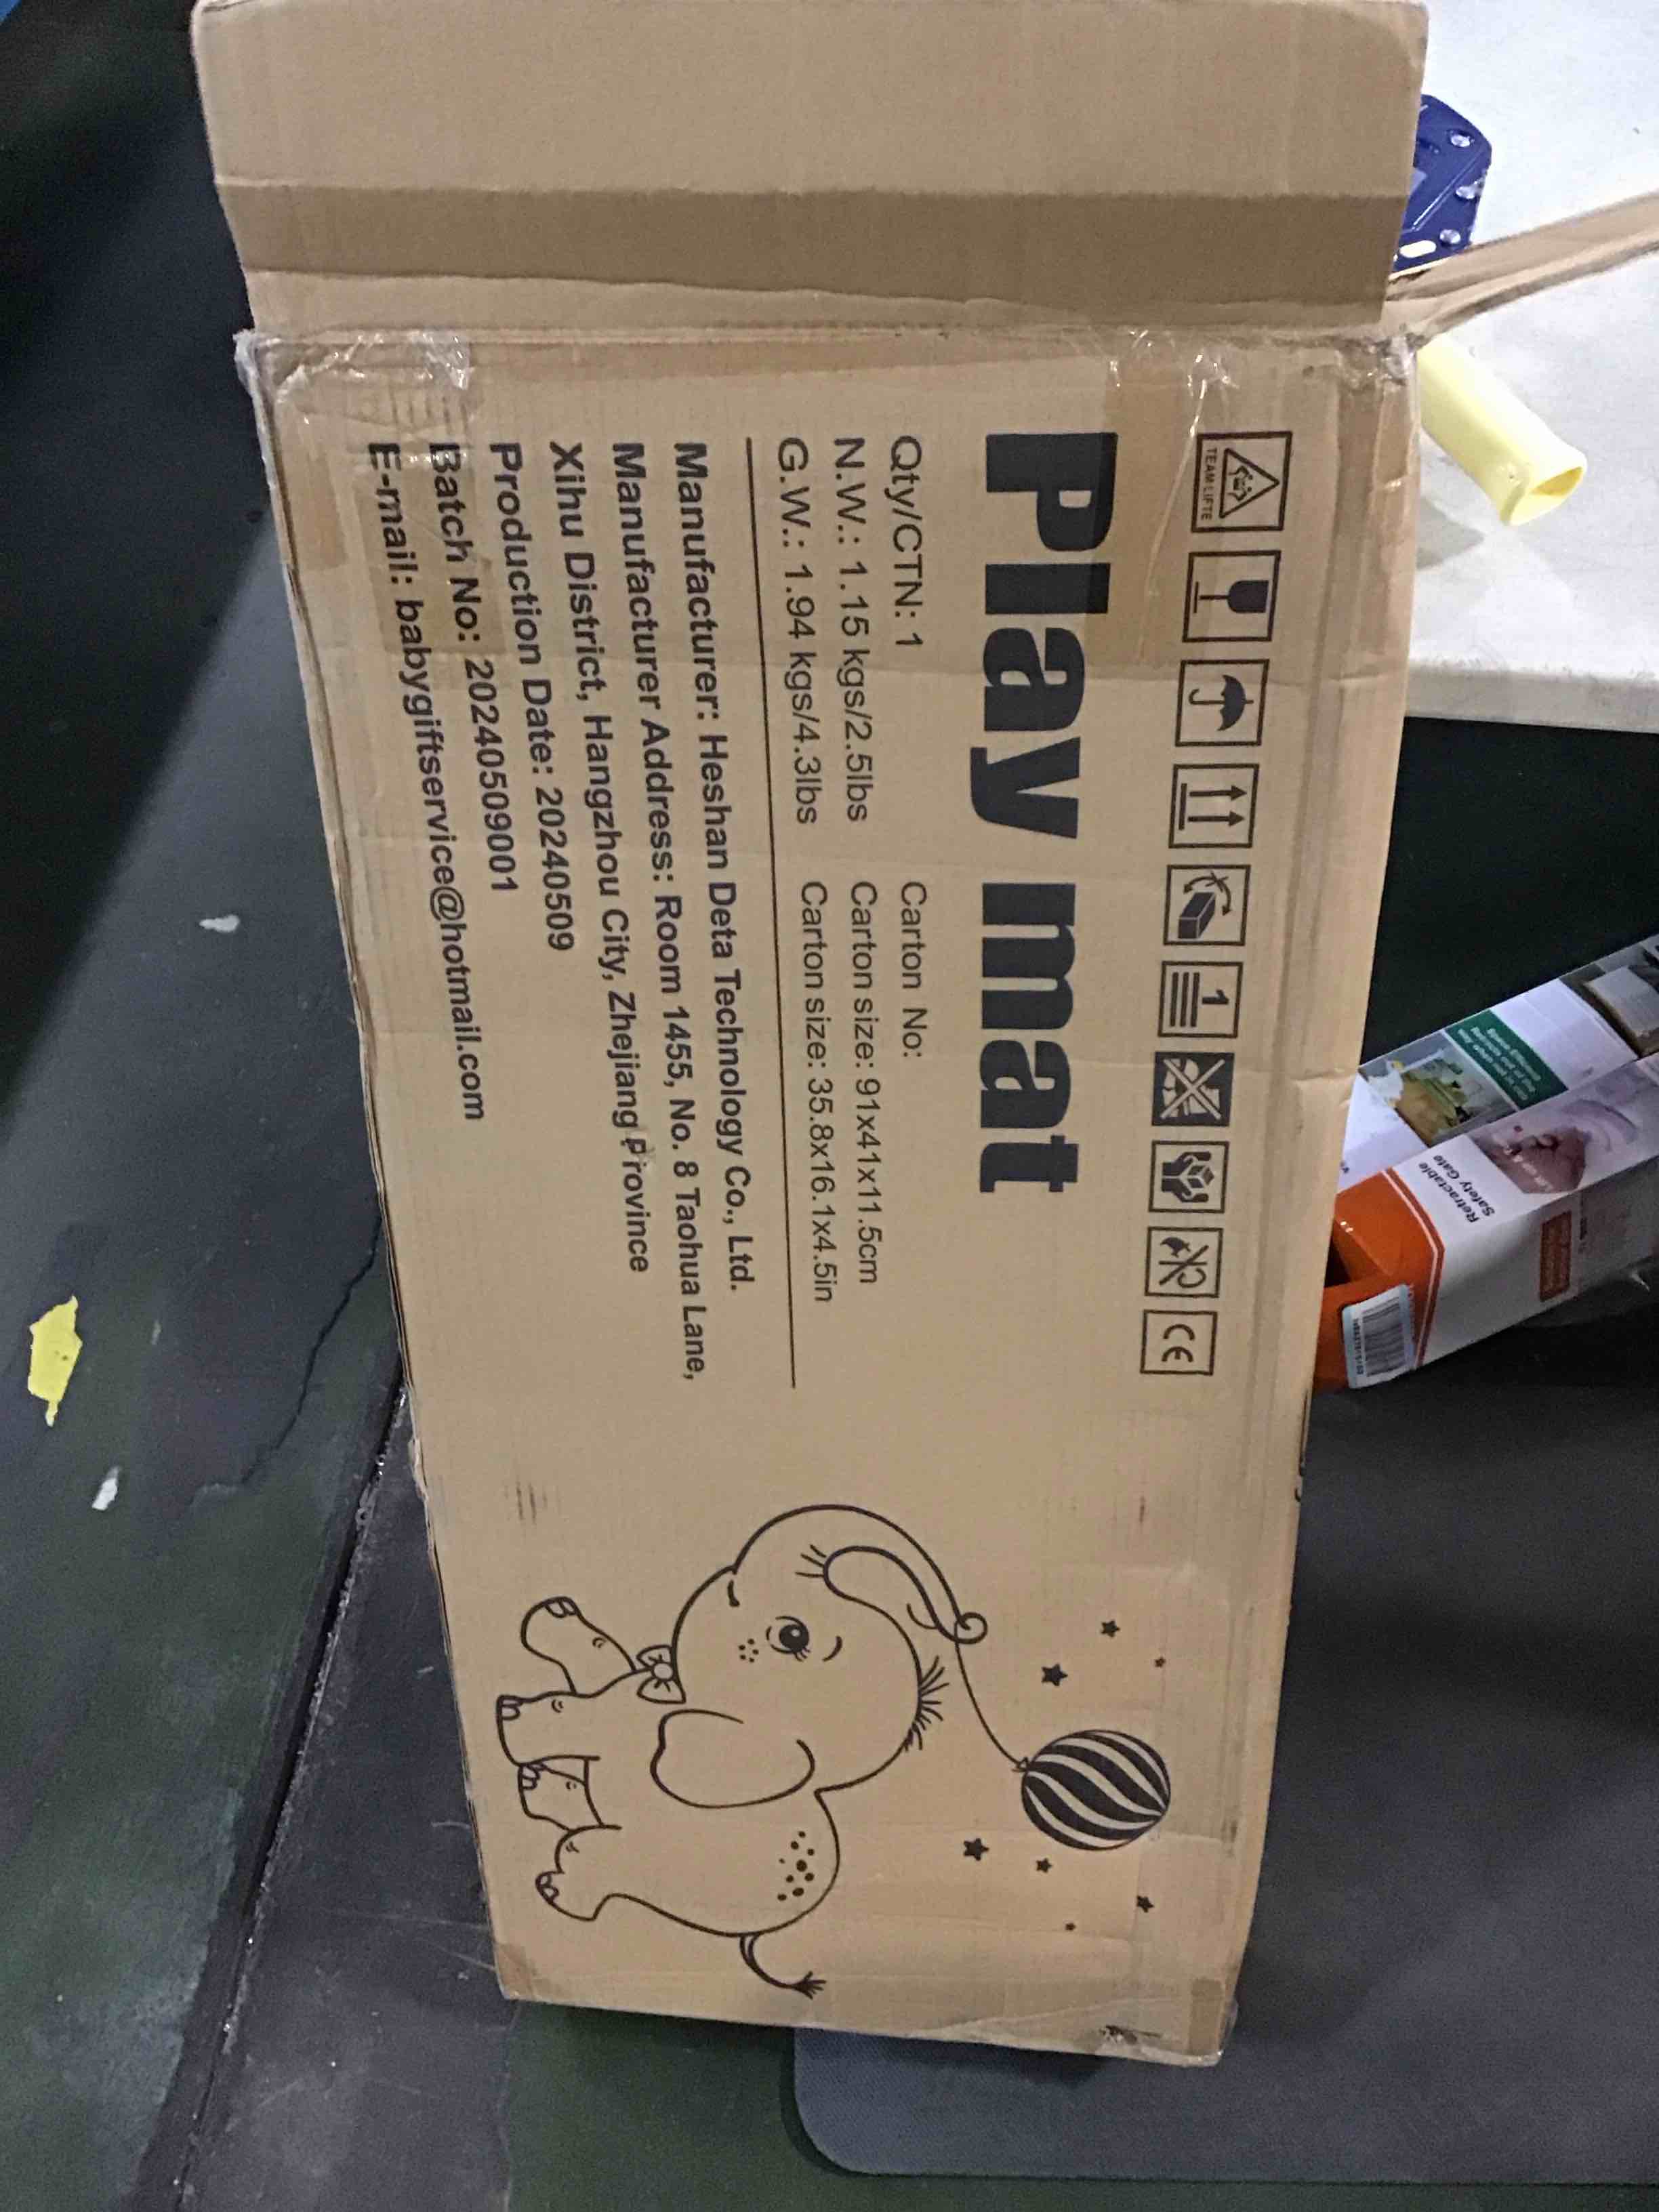 TEAM LIFTE
1
CE
Play mat
Qty/CTN: 1
Carton No:
N.W.: 1.15 kgs/2.5lbs
Carton size: 91x41x11.5cm
G.W.: 1.94 kgs/4.3lbs
Carton size: 35.8x16.1x4.5in
Manufacturer: Heshan Deta Technology Co., Ltd.
Manufacturer Address: Room 1455, No. 8 Taohua Lane,
Xihu District, Hangzhou City, Zhejiang Province
Production Date: 20240509
Batch No: 20240509001
E-mail: babygiftservice@hotmail.com
Retractable
Safety Gate